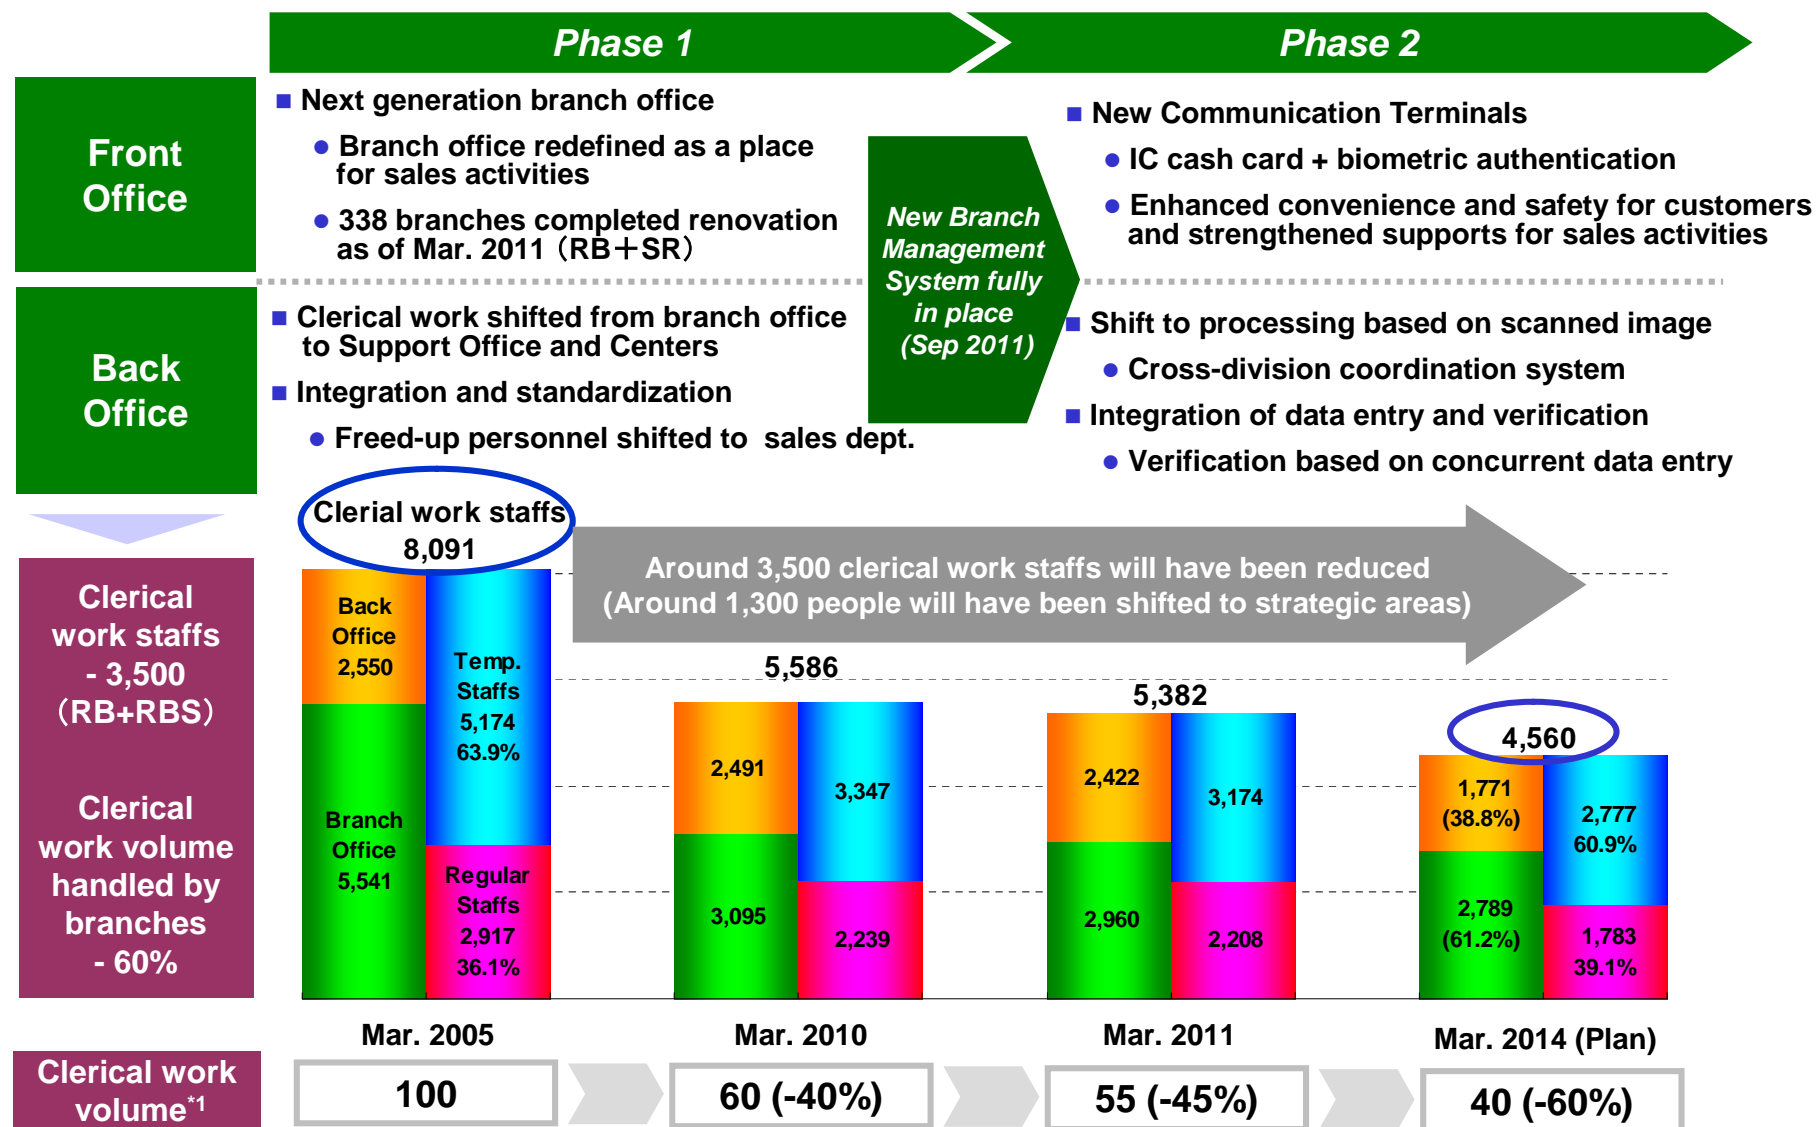 Phase 1
Phase 2
Front
Office
■ Next generation branch office
● Branch office redefined as a place
for sales activities
● 338 branches completed renovation
as of Mar. 2011（RB＋SR）
New Branch
Management
System fully
in place
(Sep 2011)
■ New Communication Terminals
● IC cash card + biometric authentication
● Enhanced convenience and safety for customers
and strengthened supports for sales activities
Back
Office
■ Clerical work shifted from branch office
to Support Office and Centers
■ Integration and standardization
● Freed-up personnel shifted to sales dept.
■ Shift to processing based on scanned image
● Cross-division coordination system
■ Integration of data entry and verification
● Verification based on concurrent data entry
Clerical
work staffs
- 3,500
（RB+RBS）
Clerical
work volume
handled by
branches
- 60%
Clerial work staffs
8,091
Around 3,500 clerical work staffs will have been reduced
(Around 1,300 people will have been shifted to strategic areas)
Back
Office
2,550
Branch
Office
5,541
Temp.
Staffs
5,174
63.9%
Regular
Staffs
2,917
36.1%
5,586
2,491
3,095
3,347
2,239
5,382
2,422
2,960
3,174
2,208
4,560
1,771
(38.8%)
2,789
(61.2%)
2,777
60.9%
1,783
39.1%
Mar. 2005
Mar. 2010
Mar. 2011
Mar. 2014 (Plan)
Clerical work
volume*1
100
60 (-40%)
55 (-45%)
40 (-60%)